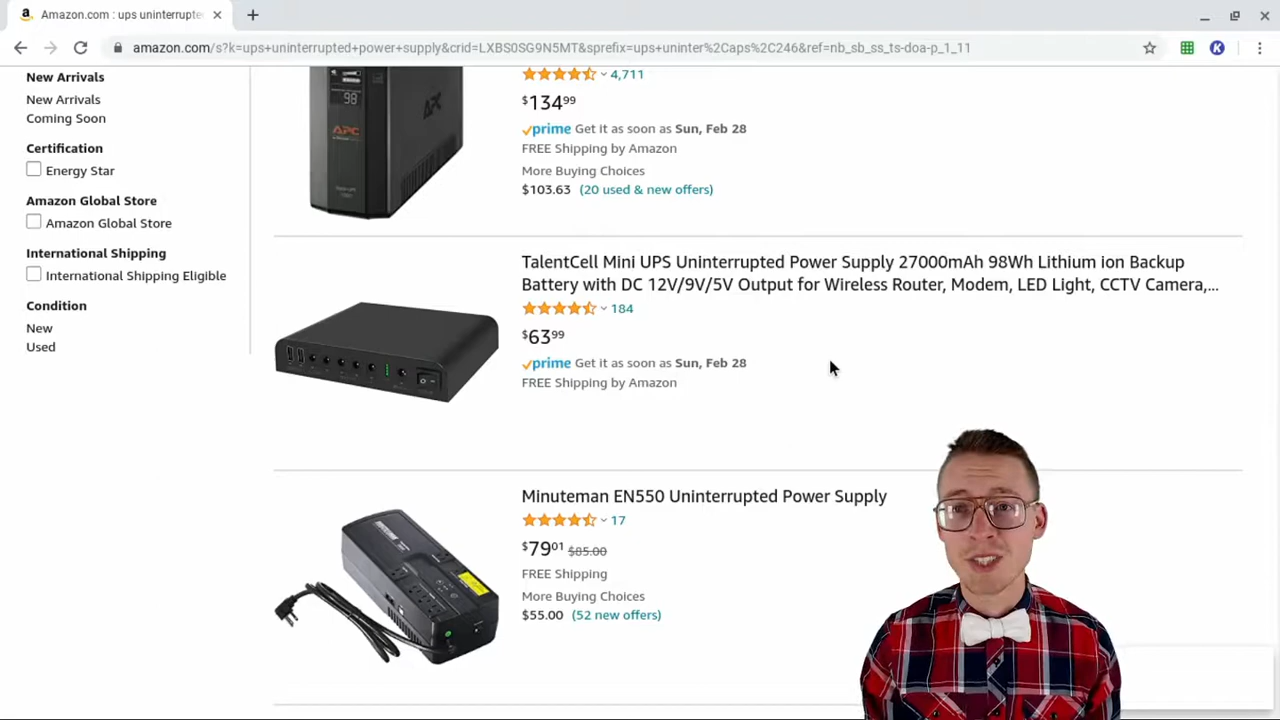 Amazon.com : ups uninterrupte
amazon.com/s?k=ups+uninterrupted+power+supply&crid=LXBS0SG9N5MT&sprefix=ups+uninter%2Caps%2C246&ref=nb_sb_ss_ts-doa-p_1_11
New Arrivals
New Arrivals
Coming Soon
Certification
Energy Star
Amazon Global Store
Amazon Global Store
International Shipping
International Shipping Eligible
Condition
New
Used
98
APC
APC
4,711
$134.99
prime Get it as soon as Sun, Feb 28
FREE Shipping by Amazon
More Buying Choices
$103.63 (20 used & new offers)
TalentCell Mini UPS Uninterrupted Power Supply 27000mAh 98Wh Lithium ion Backup
Battery with DC 12V/9V/5V Output for Wireless Router, Modem, LED Light, CCTV Camera,...
184
$63.99
prime Get it as soon as Sun, Feb 28
FREE Shipping by Amazon
Minuteman EN550 Uninterrupted Power Supply
17
$79.01 $85.00
FREE Shipping
More Buying Choices
$55.00 (52 new offers)